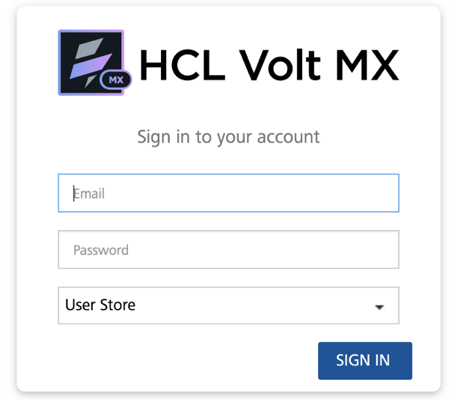 MX
HCL Volt MX
Sign in to your account
Email
Password
User Store
SIGN IN